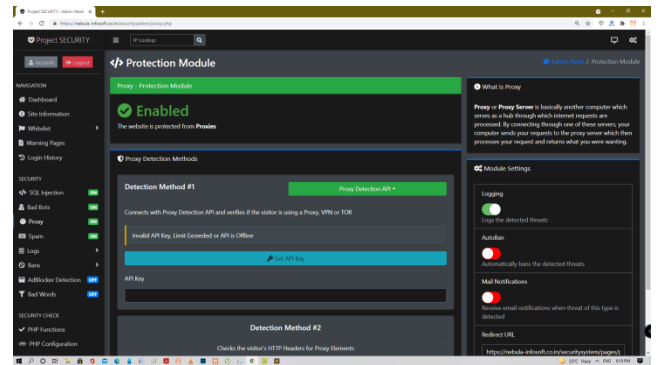 Project SECURITY - Admin Panel
https://nebula-infosoft.co.in/securitysystem/proxy.php
Project SECURITY
IP Lookup
Account
Logout
Protection Module
Admin Panel / Protection Module
NAVIGATION
Dashboard
Site Information
Whitelist
Warning Pages
Login History
SECURITY
SQL Injection ON
Bad Bots ON
Proxy ON
Spam ON
Logs
Bans
AdBlocker Detection OFF
Bad Words OFF
SECURITY CHECK
PHP Functions
PHP Configuration
Proxy - Protection Module
Enabled
The website is protected from Proxies
Proxy Detection Methods
Detection Method #1
Proxy Detection API
Connects with Proxy Detection API and verifies if the visitor is using a Proxy, VPN or TOR
Invalid API Key, Limit Exceeded or API is Offline
Get API Key
API Key
Detection Method #2
Checks the visitor's HTTP Headers for Proxy Elements
What is Proxy
Proxy or Proxy Server is basically another computer which
serves as a hub through which internet requests are
processed. By connecting through one of these servers, your
computer sends your requests to the proxy server which then
processes your request and returns what you were wanting.
Module Settings
Logging
Logs the detected threats
AutoBan
Automatically bans the detected threats
Mail Notifications
Receive email notifications when threat of this type is
detected
Redirect URL
https://nebula-infosoft.co.in/securitysystem/pages/p
Haze
ENG